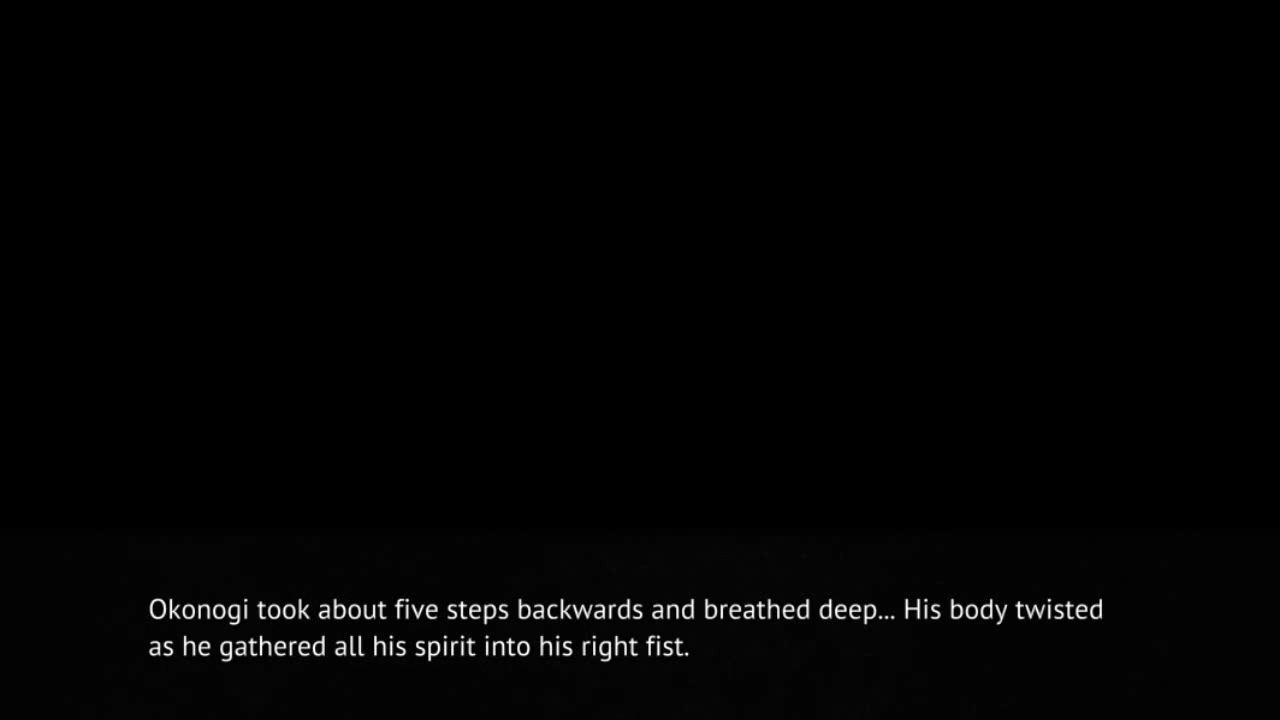 Okonogi took about five steps backwards and breathed deep... His body twisted
as he gathered all his spirit into his right fist.